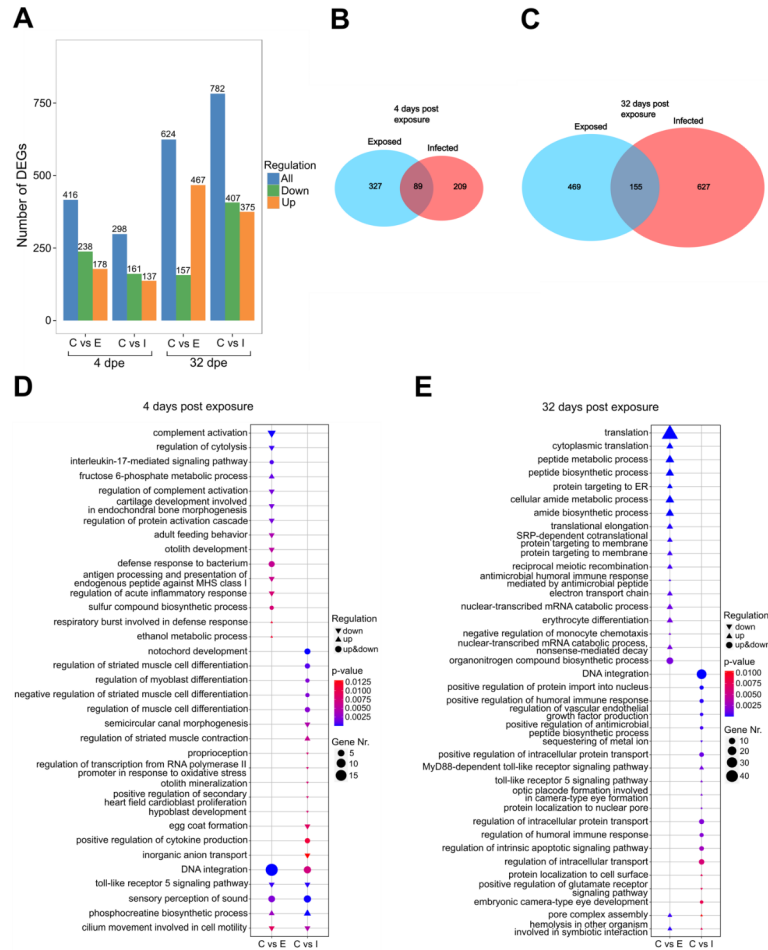 A
Number of DEGs
0
250
500
750
416
238
178
298
161
137
624
157
467
782
407
375
C vs E
C vs I
C vs E
C vs I
4 dpe
32 dpe
Regulation
All
Down
Up
B
4 days post
exposure
Exposed
Infected
327
89
209
C
32 days post
exposure
Exposed
Infected
469
155
627
D
4 days post exposure
complement activation
regulation of cytolysis
interleukin-17-mediated signaling pathway
fructose 6-phosphate metabolic process
regulation of complement activation
cartilage development involved
in endochondral bone morphogenesis
regulation of protein activation cascade
adult feeding behavior
otolith development
defense response to bacterium
antigen processing and presentation of
endogenous peptide against MHS class I
regulation of acute inflammatory response
sulfur compound biosynthetic process
respiratory burst involved in defense response
ethanol metabolic process
notochord development
regulation of striated muscle cell differentiation
regulation of myoblast differentiation
negative regulation of striated muscle cell differentiation
regulation of muscle cell differentiation
semicircular canal morphogenesis
regulation of striated muscle contraction
proprioception
regulation of transcription from RNA polymerase II
promoter in response to oxidative stress
otolith mineralization
positive regulation of secondary
heart field cardioblast proliferation
hypoblast development
egg coat formation
positive regulation of cytokine production
inorganic anion transport
DNA integration
toll-like receptor 5 signaling pathway
sensory perception of sound
phosphocreatine biosynthetic process
cilium movement involved in cell motility
C vs E
C vs I
Regulation
down
up
up&down
p-value
0.0125
0.0100
0.0075
0.0050
0.0025
Gene Nr.
5
10
15
E
32 days post exposure
translation
cytoplasmic translation
peptide metabolic process
peptide biosynthetic process
protein targeting to ER
cellular amide metabolic process
amide biosynthetic process
translational elongation
SRP-dependent cotranslational
protein targeting to membrane
protein targeting to membrane
reciprocal meiotic recombination
antimicrobial humoral immune response
mediated by antimicrobial peptide
electron transport chain
nuclear-transcribed mRNA catabolic process
erythrocyte differentiation
negative regulation of monocyte chemotaxis
nuclear-transcribed mRNA catabolic process,
nonsense-mediated decay
organonitrogen compound biosynthetic process
DNA integration
positive regulation of protein import into nucleus
positive regulation of humoral immune response
regulation of vascular endothelial
growth factor production
positive regulation of antimicrobial
peptide biosynthetic process
sequestering of metal ion
positive regulation of intracellular protein transport
MyD88-dependent toll-like receptor signaling pathway
toll-like receptor 5 signaling pathway
optic placode formation involved
in camera-type eye formation
protein localization to nuclear pore
regulation of intracellular protein transport
regulation of humoral immune response
regulation of intrinsic apoptotic signaling pathway
regulation of intracellular transport
protein localization to cell surface
positive regulation of glutamate receptor
signaling pathway
embryonic camera-type eye development
pore complex assembly
hemolysis in other organism
involved in symbiotic interaction
C vs E
C vs I
Regulation
down
up
up&down
p-value
0.0100
0.0075
0.0050
0.0025
Gene Nr.
10
20
30
40